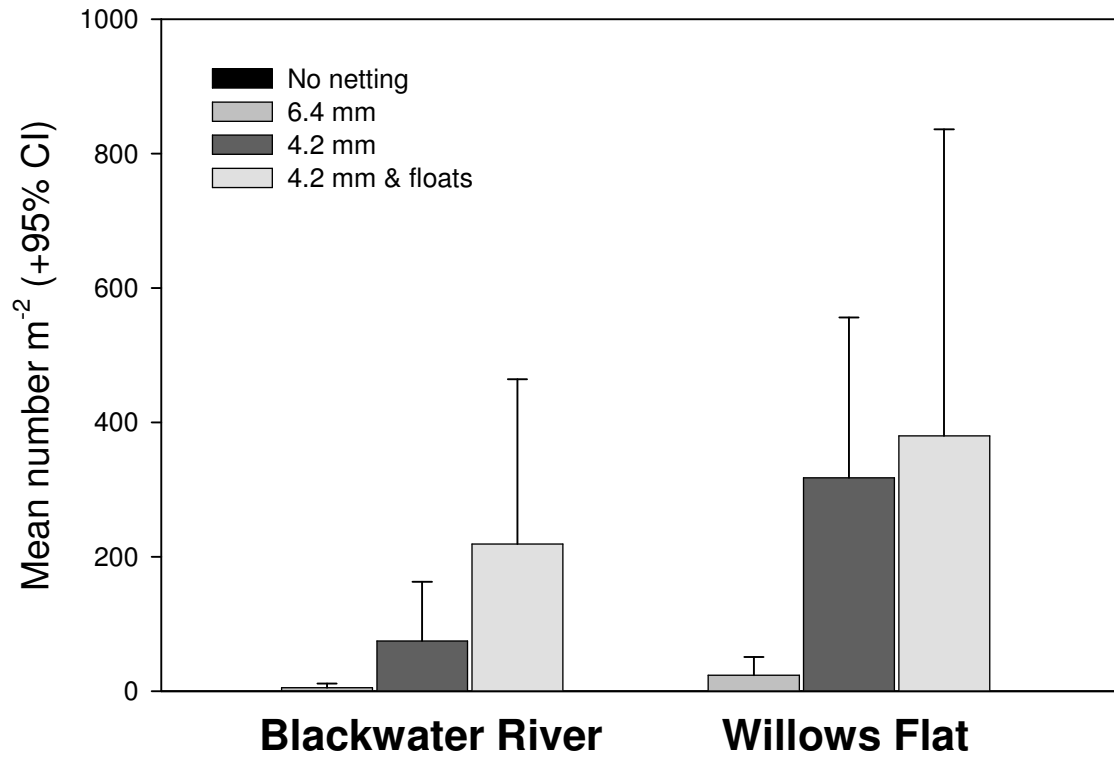 Mean number m-2 (+95% CI)
1000
800
600
400
200
0
No netting
6.4 mm
4.2 mm
4.2 mm & floats
Blackwater River
Willows Flat